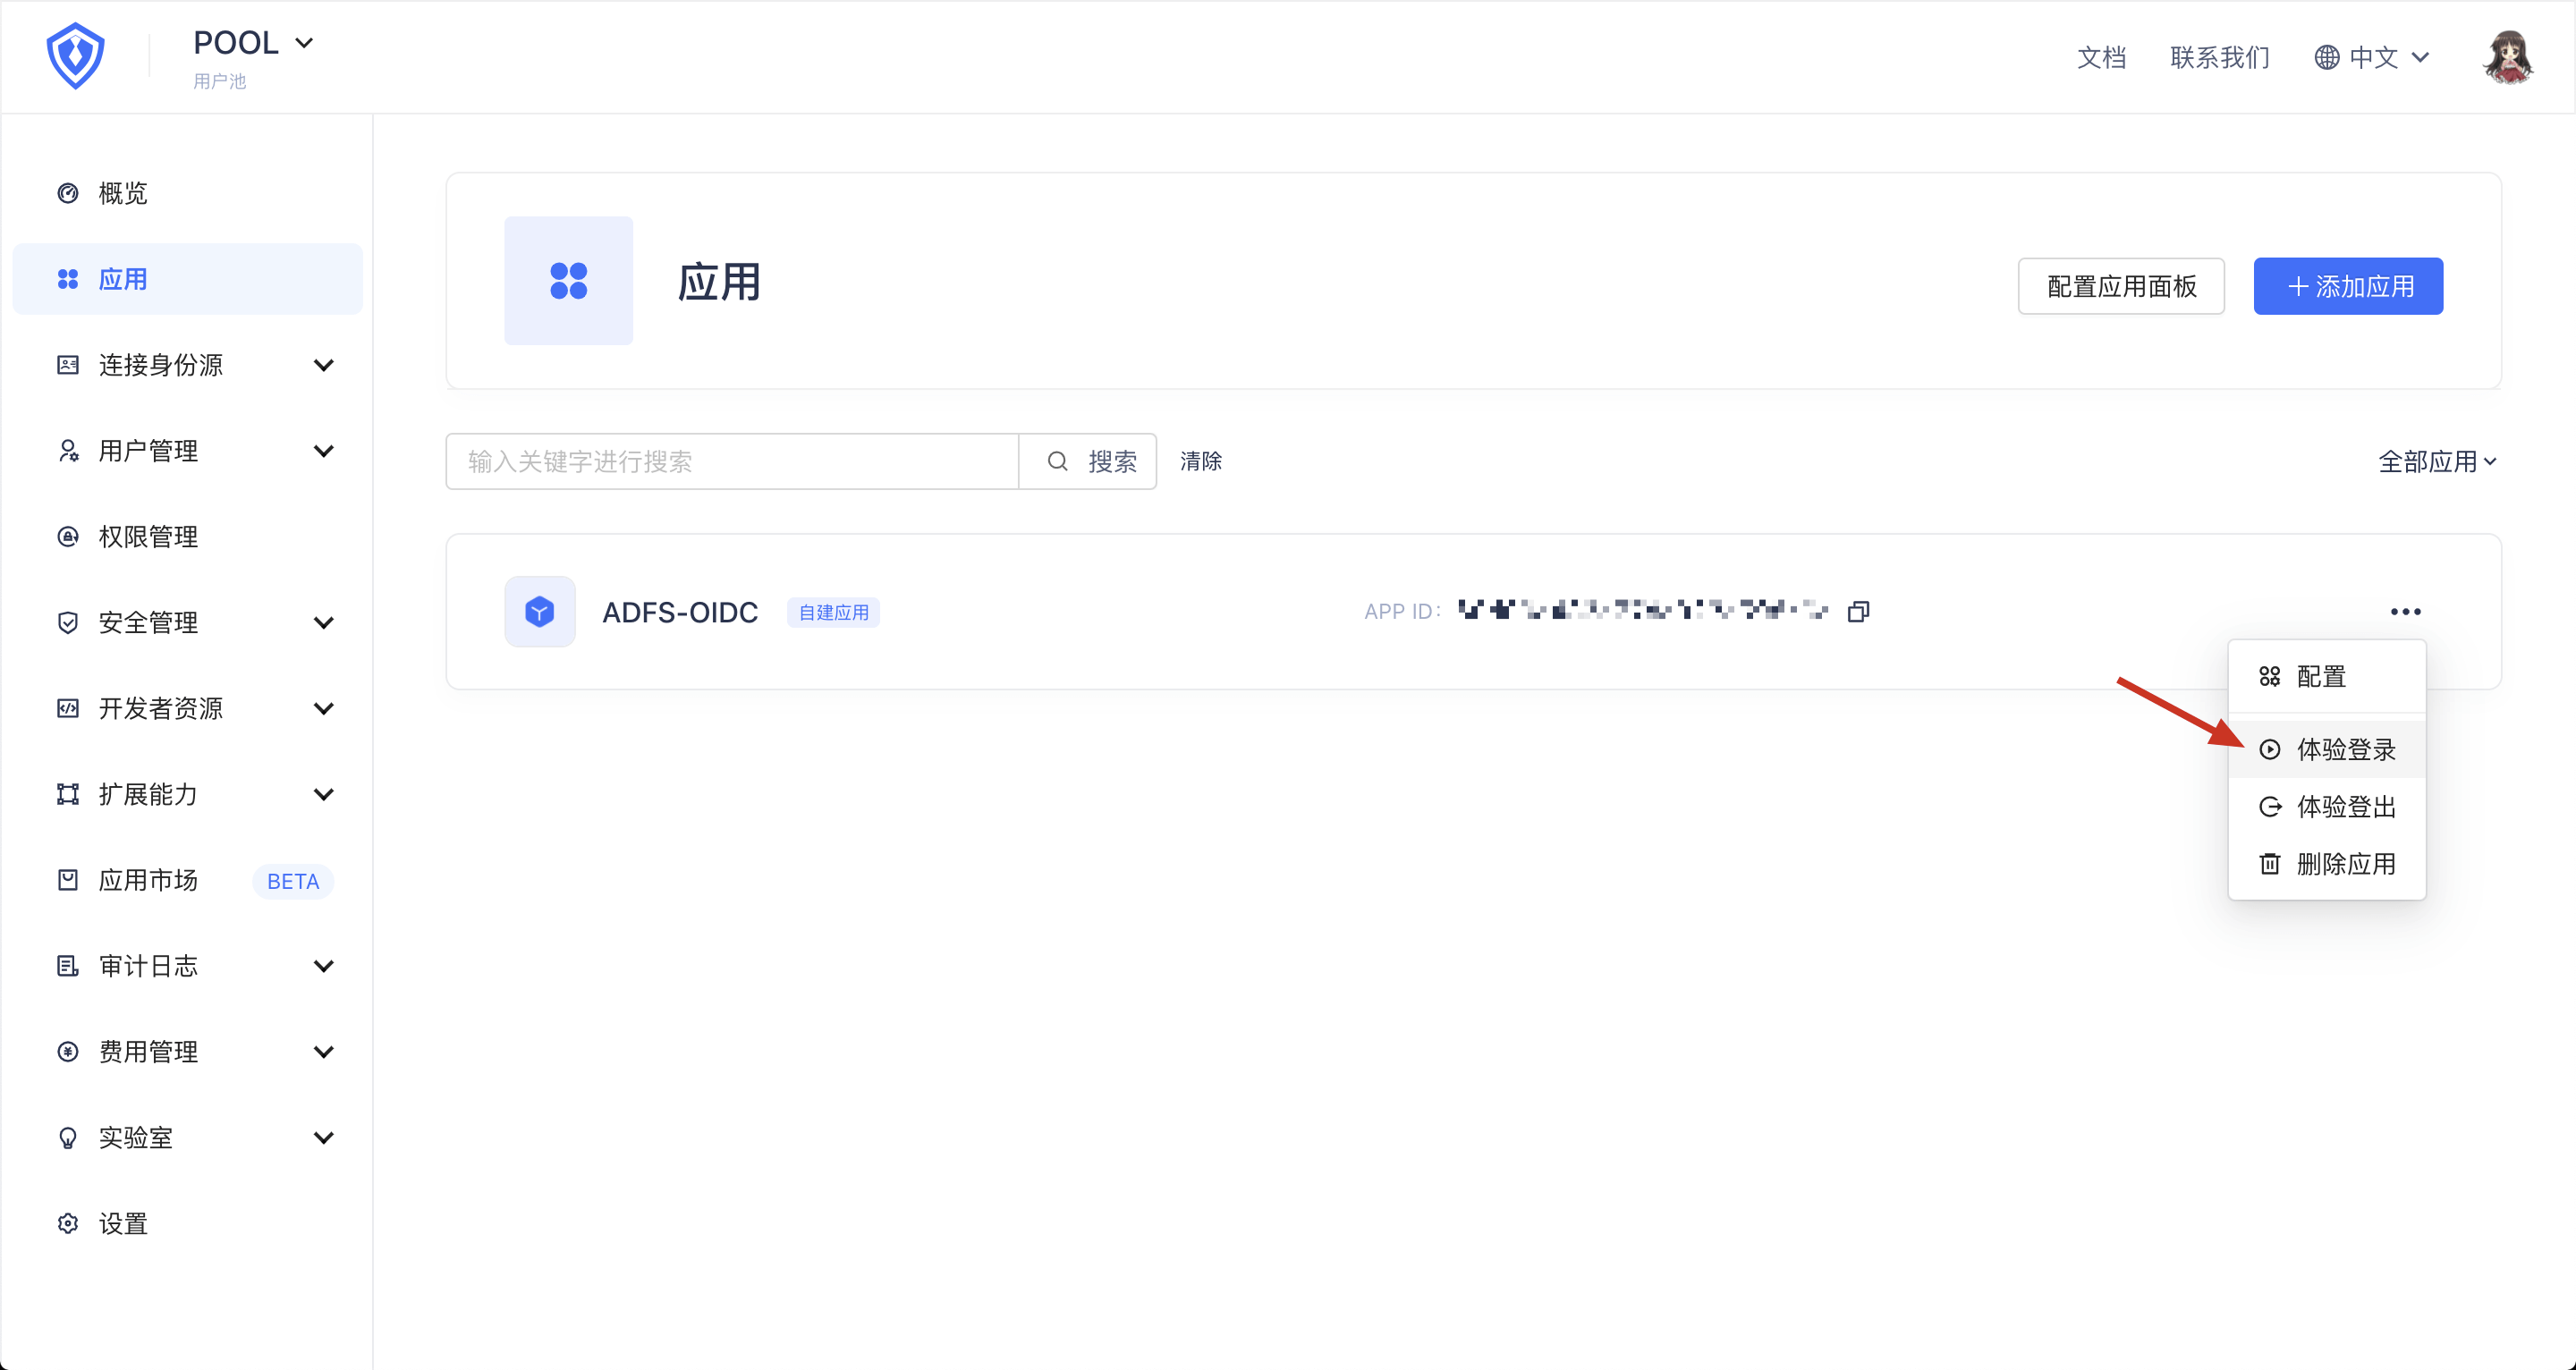 POOL
用户池
文档
联系我们
中文
概览
应用
连接身份源
用户管理
权限管理
安全管理
开发者资源
扩展能力
应用市场 BETA
审计日志
费用管理
实验室
设置
应用
配置应用面板
添加应用
输入关键字进行搜索
搜索
清除
全部应用
ADFS-OIDC
自建应用
APP ID:
配置
体验登录
体验登出
删除应用